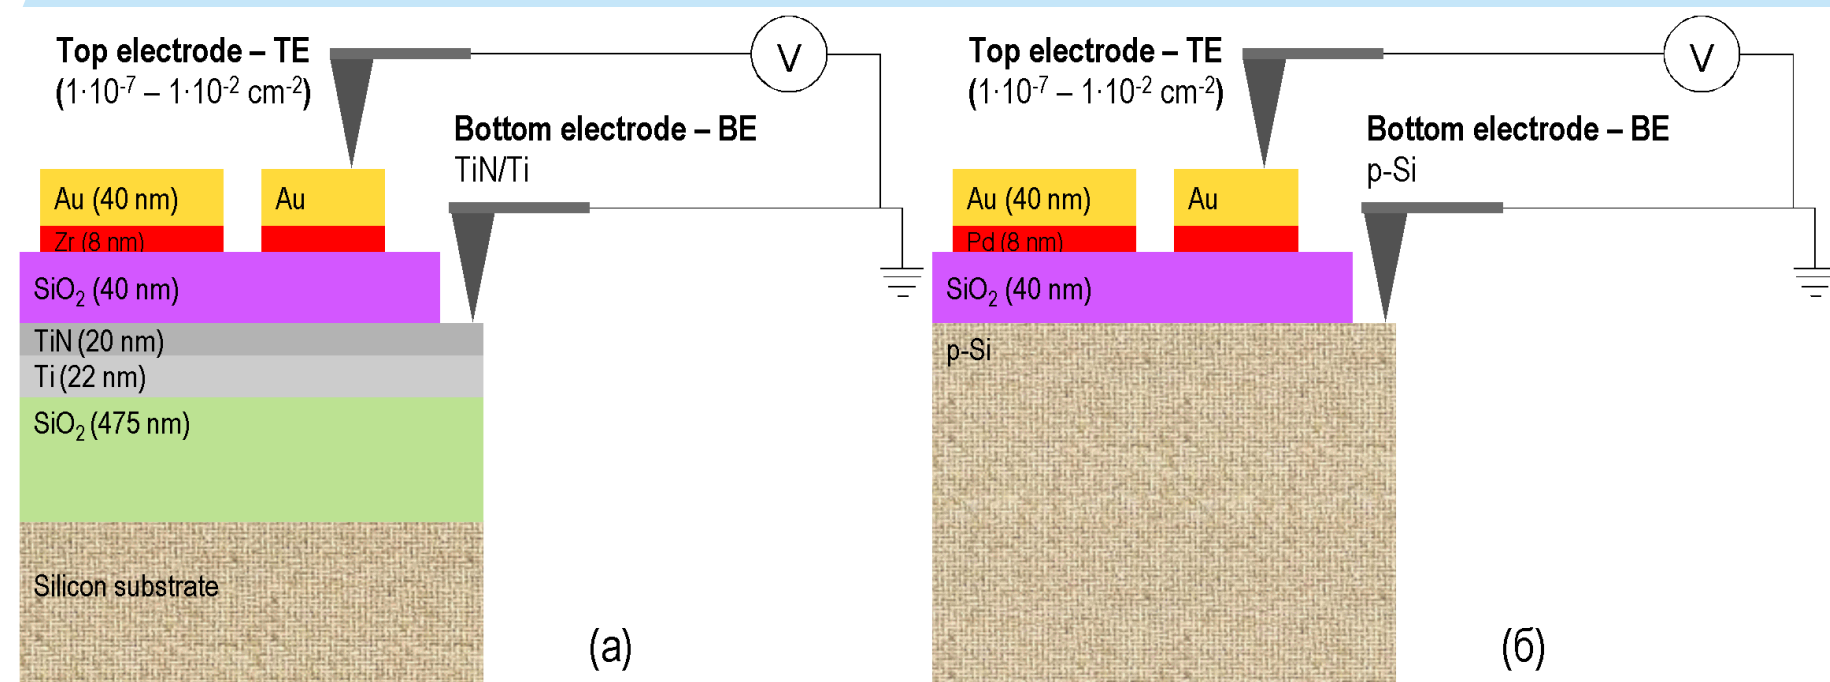 Top electrode – TE
(1·10⁻⁷ – 1·10⁻² cm⁻²)
V
Bottom electrode – BE
TiN/Ti
Au (40 nm)
Au
Zr (8 nm)
SiO₂ (40 nm)
TiN (20 nm)
Ti (22 nm)
SiO₂ (475 nm)
Silicon substrate
(а)
Top electrode – TE
(1·10⁻⁷ – 1·10⁻² cm⁻²)
V
Bottom electrode – BE
p-Si
Au (40 nm)
Au
Pd (8 nm)
SiO₂ (40 nm)
p-Si
(б)